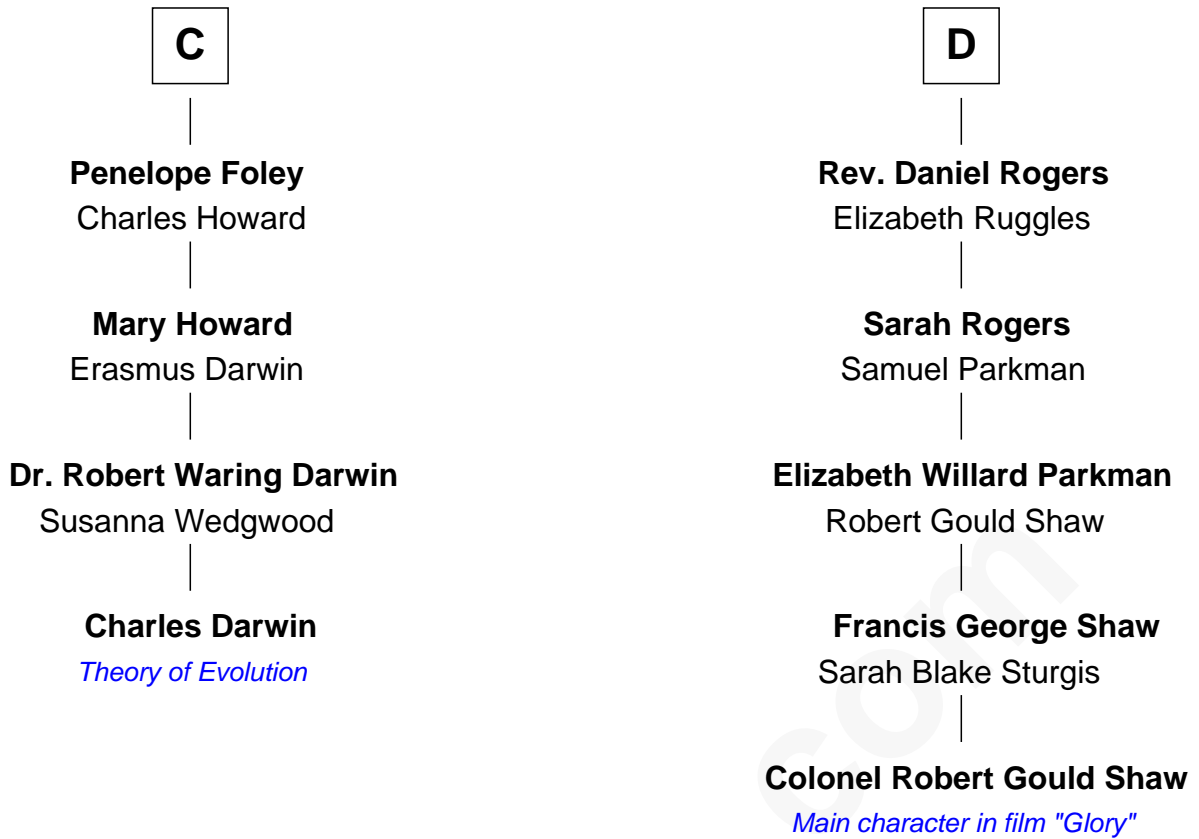 C
Penelope Foley
Charles Howard
Mary Howard
Erasmus Darwin
Dr. Robert Waring Darwin
Susanna Wedgwood
Charles Darwin
Theory of Evolution
D
Rev. Daniel Rogers
Elizabeth Ruggles
Sarah Rogers
Samuel Parkman
Elizabeth Willard Parkman
Robert Gould Shaw
Francis George Shaw
Sarah Blake Sturgis
Colonel Robert Gould Shaw
Main character in film "Glory"
com